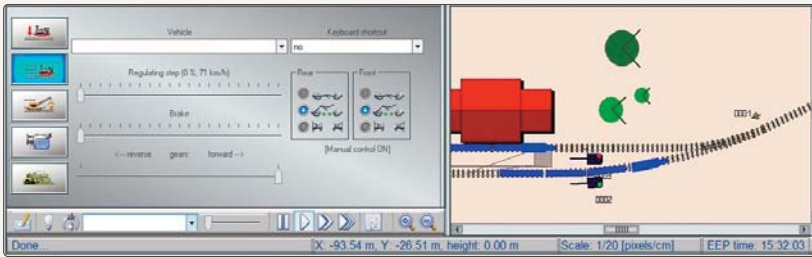 Vehicle
Keyboard shortcut
no
Regulating step (0 %, 71 km/h)
Rear
Front
Brake
[Manual control ON]
<-- reverse gears: forward -->
0001
0002
Done...
X: -93.54 m, Y: -26.51 m, height: 0.00 m
Scale: 1/20 [pixels/cm]
EEP time: 15:32:03